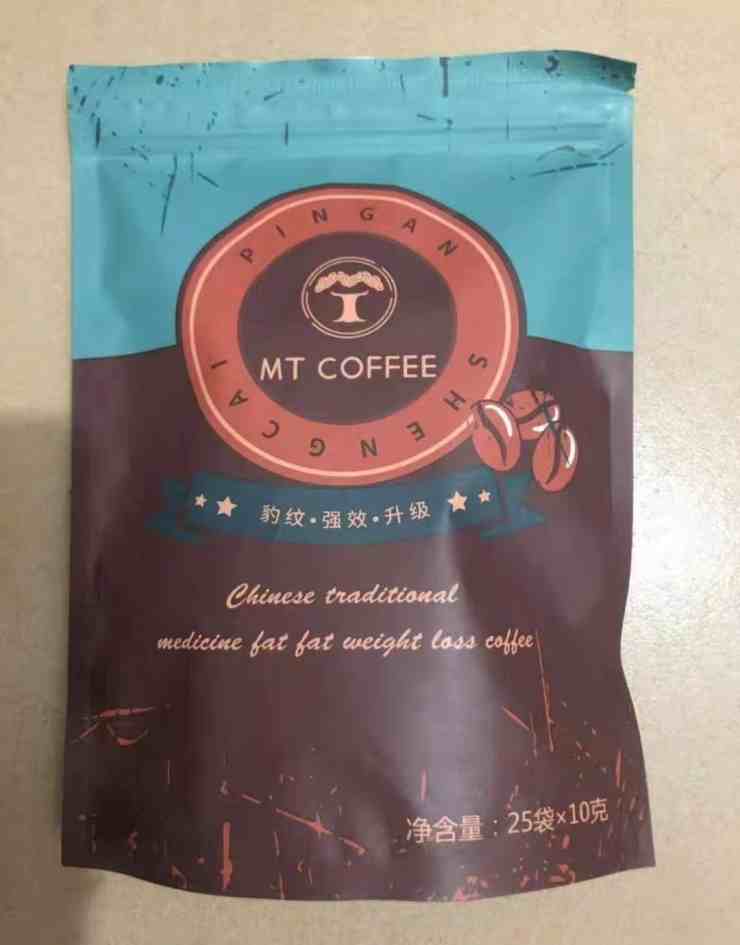 PINGAN
MT COFFEE
SHENGCAI
豹纹•强效•升级
Chinese traditional
medicine fat fat weight loss coffee
净含量：25袋×10克